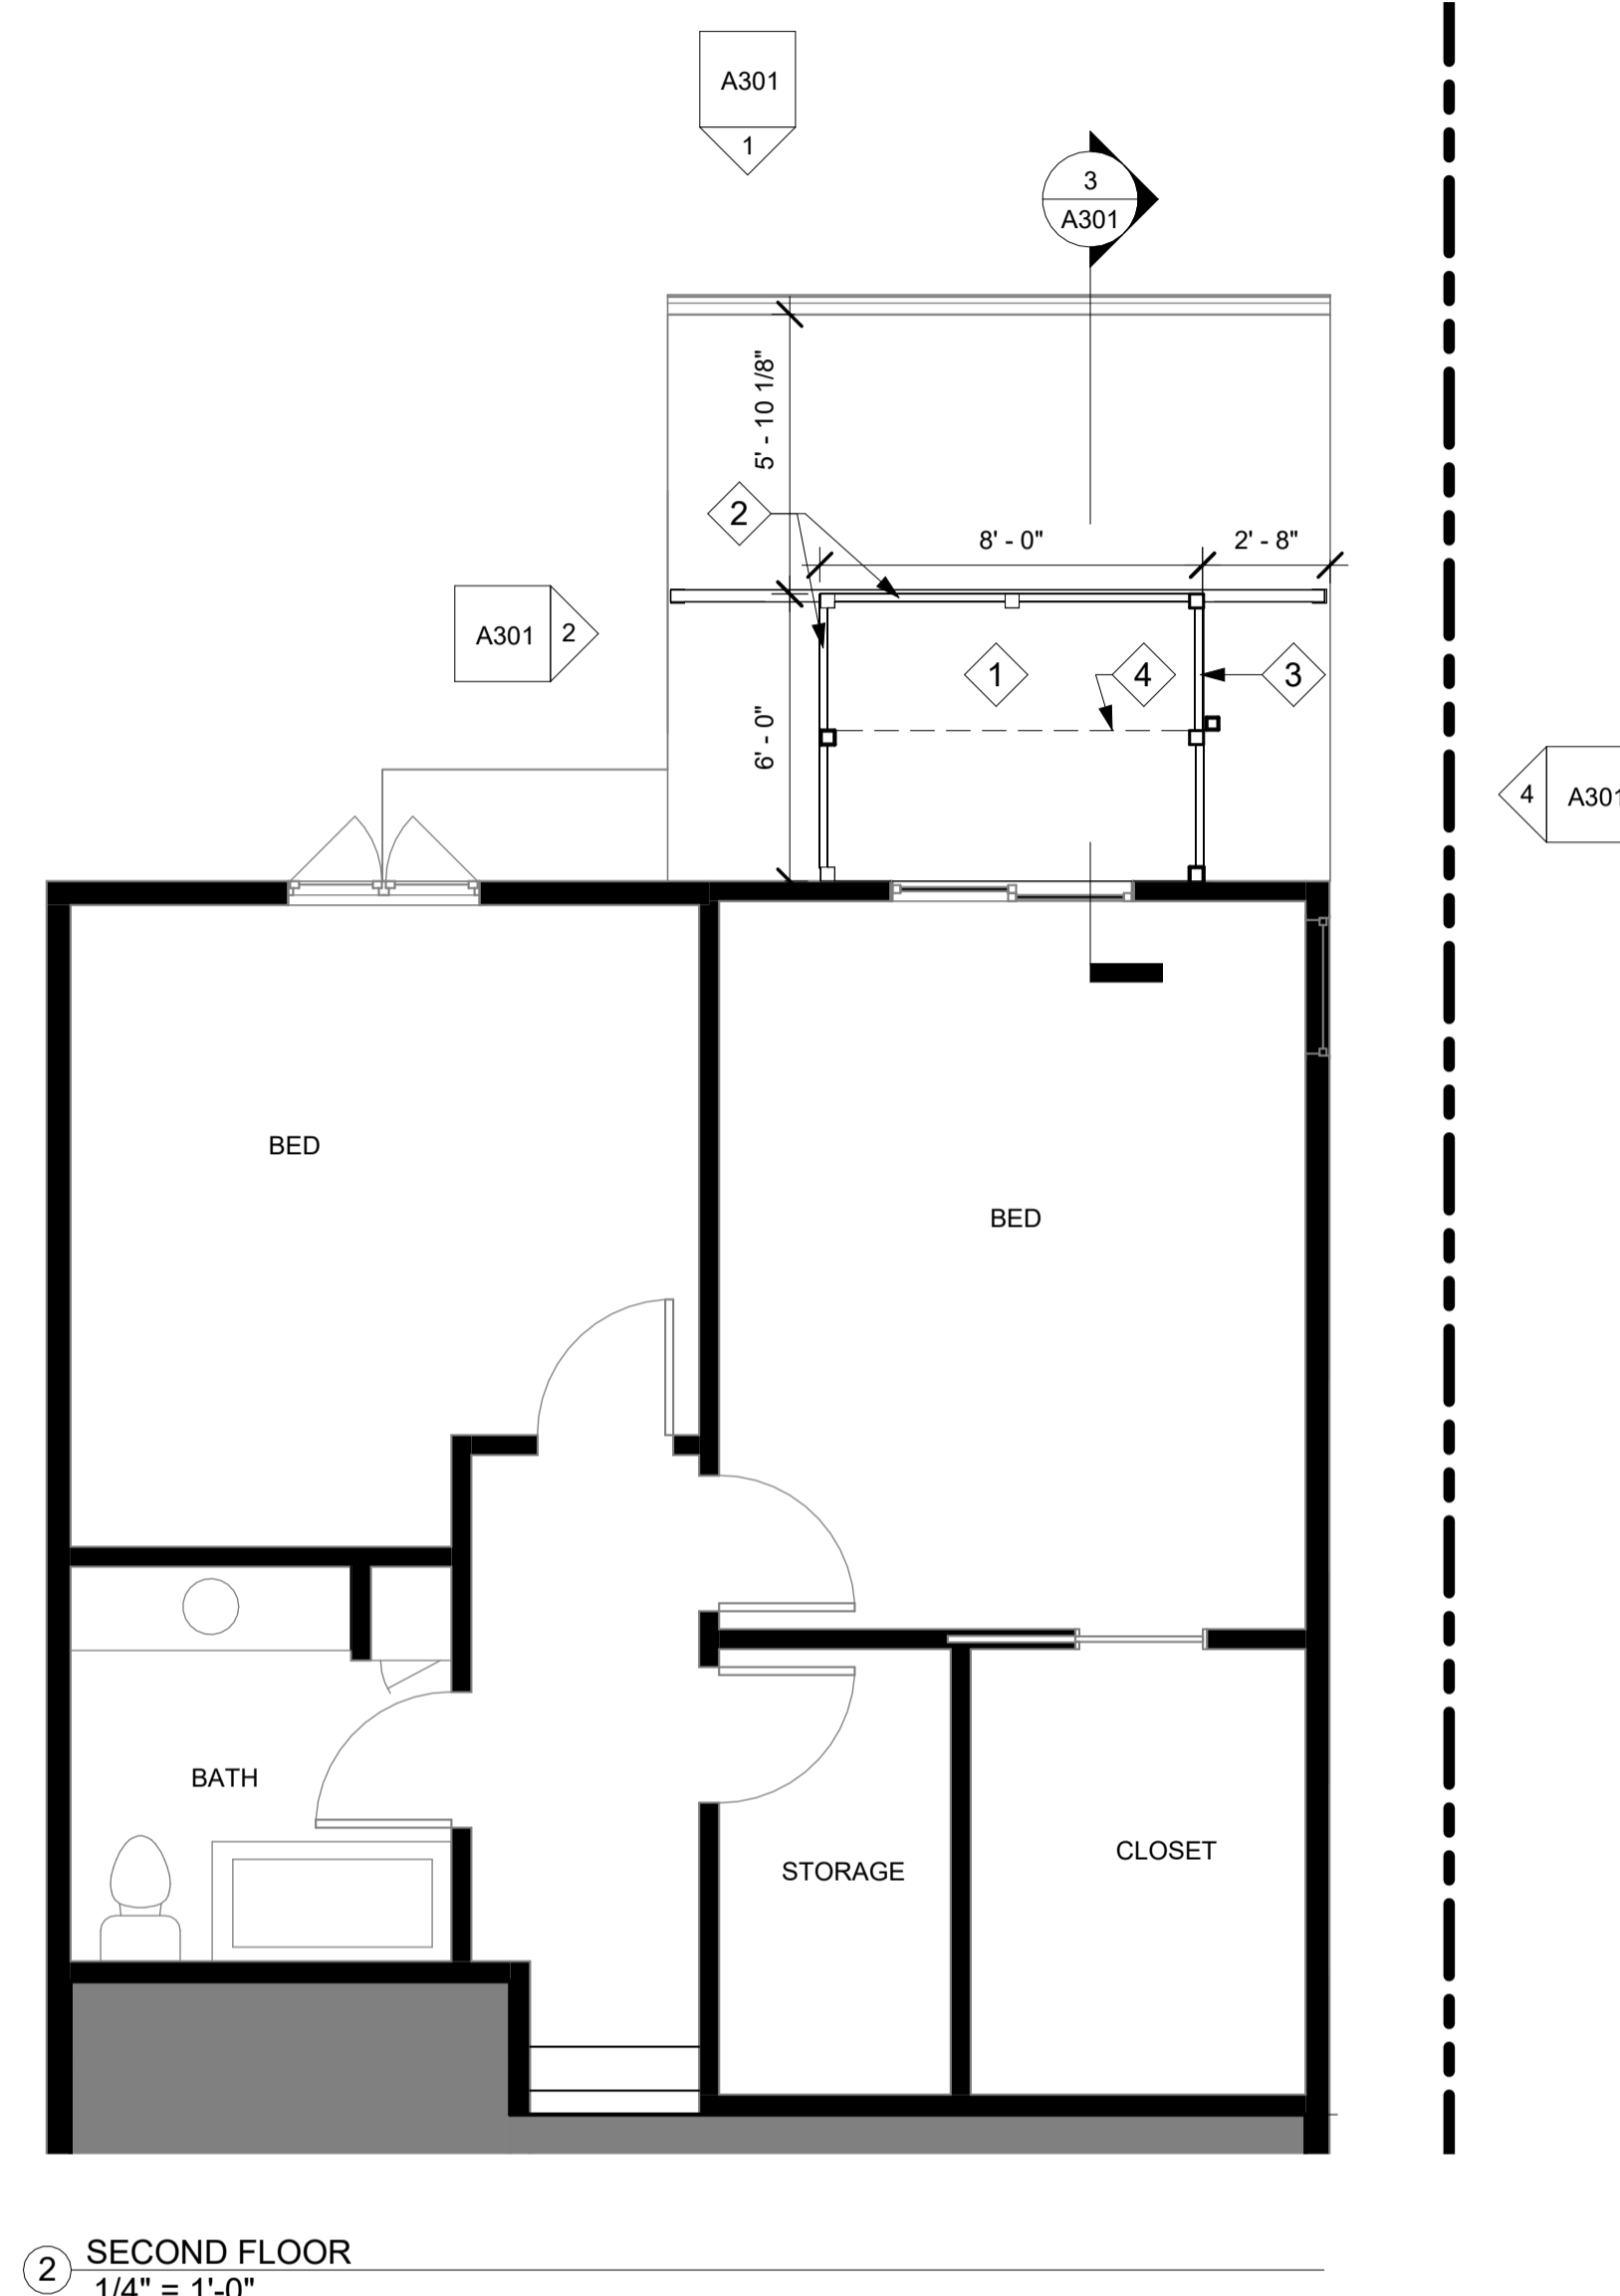 A301
1
3
A301
5' - 10 1/8"
2
8' - 0"
2' - 8"
A301
2
1
4
3
6' - 0"
4
A301
BED
BED
BATH
STORAGE
CLOSET
2
SECOND FLOOR
1/4" = 1'-0"